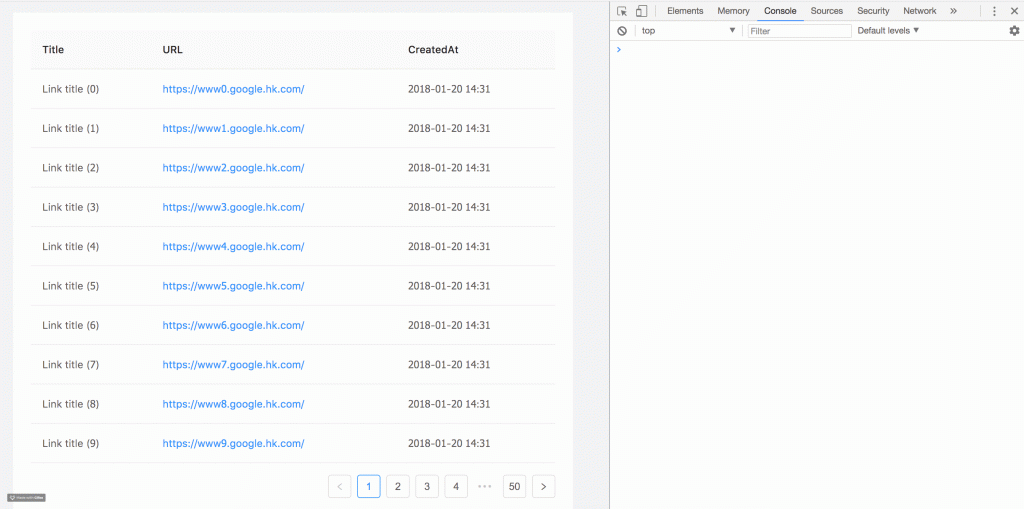 Elements Memory Console Sources Security Network »
top ▼ Filter Default levels ▼
Title URL CreatedAt
Link title (0) https://www0.google.hk.com/ 2018-01-20 14:31
Link title (1) https://www1.google.hk.com/ 2018-01-20 14:31
Link title (2) https://www2.google.hk.com/ 2018-01-20 14:31
Link title (3) https://www3.google.hk.com/ 2018-01-20 14:31
Link title (4) https://www4.google.hk.com/ 2018-01-20 14:31
Link title (5) https://www5.google.hk.com/ 2018-01-20 14:31
Link title (6) https://www6.google.hk.com/ 2018-01-20 14:31
Link title (7) https://www7.google.hk.com/ 2018-01-20 14:31
Link title (8) https://www8.google.hk.com/ 2018-01-20 14:31
Link title (9) https://www9.google.hk.com/ 2018-01-20 14:31
< 1 2 3 4 ••• 50 >